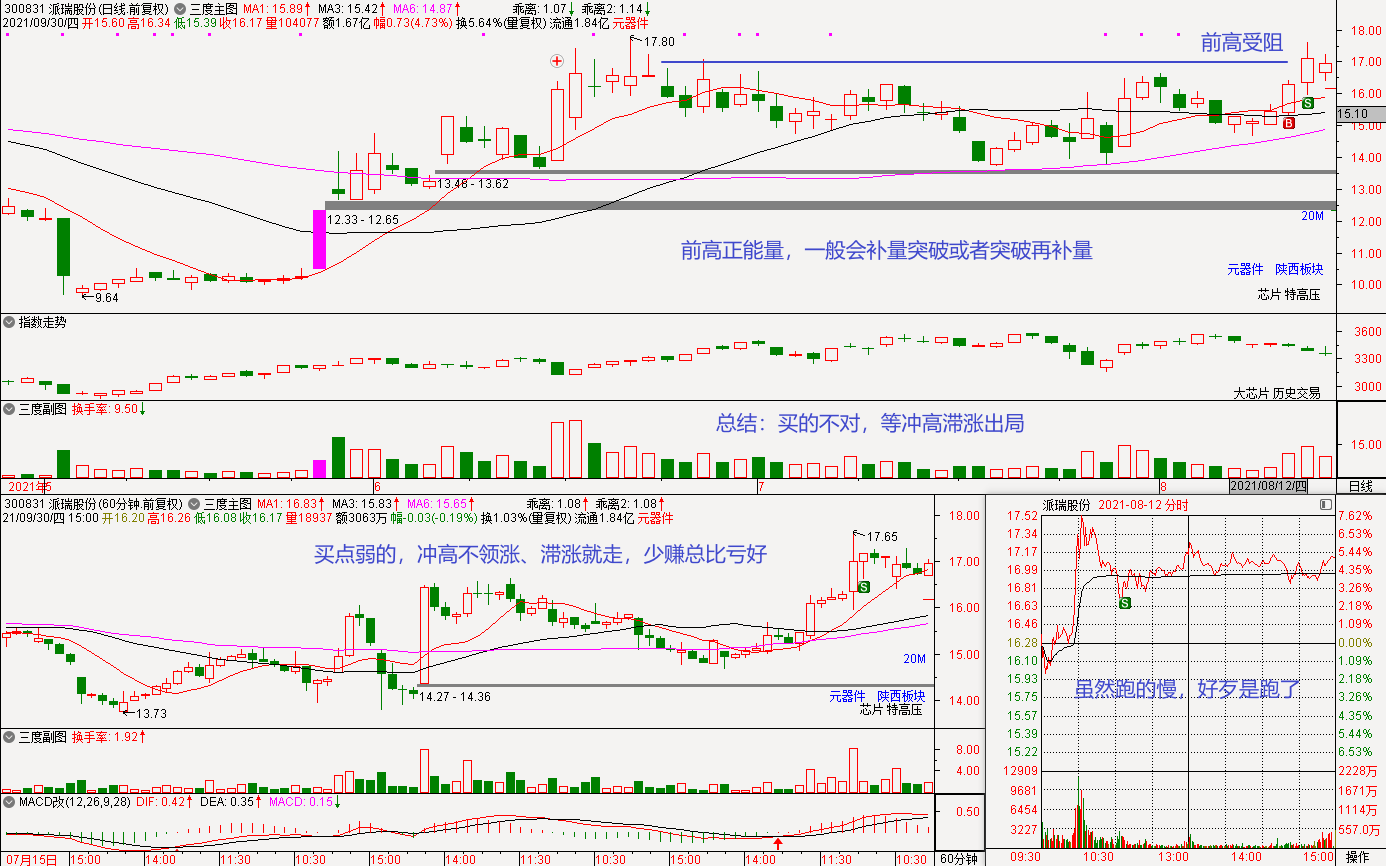 300831 派瑞股份(日线.前复权) 三度主图 MA1: 15.89↑ MA3: 15.42↑ MA6: 14.87↑ 乖离: 1.07↓ 乖离2: 1.14↓
2021/09/30/四 开15.60 高16.34 低15.39 收16.17 量104077 额1.67亿 幅0.73(4.73%) 换5.64%(量复权) 流通1.84亿 元器件
18.00
17.80
前高受阻
17.00
16.00
S
15.10
B
15.00
14.00
13.48 - 13.62
13.00
12.33 - 12.65
20M
12.00
前高正能量，一般会补量突破或者突破再补量
11.00
元器件 陕西板块
10.00
←9.64
芯片 特高压
指数走势
3600
3300
3000
大芯片 历史交易
三度副图 换手率: 9.50↓
总结：买的不对，等冲高滞涨出局
15.00
2021年5 6 7 8 2021/08/12/四 日线
300831 派瑞股份(60分钟.前复权) 三度主图 MA1: 16.83↑ MA3: 15.83↑ MA6: 15.65↑ 乖离: 1.08↑ 乖离2: 1.08↑
21/09/30/四 15:00 开16.20 高16.26 低16.08 收16.17 量18937 额3063万 幅-0.03(-0.19%) 换1.03%(量复权) 流通1.84亿 元器件
18.00
17.65
买点弱的，冲高不领涨、滞涨就走，少赚总比亏好
17.00
S
16.00
15.00
20M
14.27 - 14.36
元器件 陕西板块
14.00
芯片 特高压
←13.73
三度副图 换手率: 1.92↑
8.00
4.00
MACD改(12,26,9,28) DIF: 0.42↑ DEA: 0.35↑ MACD: 0.15↓
0.50
07月15日 15:00 14:00 11:30 10:30 15:00 14:00 11:30 10:30 15:00 14:00 11:30 10:30 60分钟
派瑞股份 2021-08-12 分时
17.52 7.62%
17.34 6.53%
17.17 5.44%
16.99 4.35%
16.81 3.26%
16.63 2.18%
S
16.46 1.09%
16.28 0.00%
16.10 1.09%
15.93 2.18%
虽然跑的慢，好歹是跑了
15.75 3.26%
15.57 4.35%
15.39 5.44%
15.22 6.53%
12909 2228万
9681 1671万
6454 1114万
3227 557.0万
09:30 10:30 13:00 14:00 15:00 操作